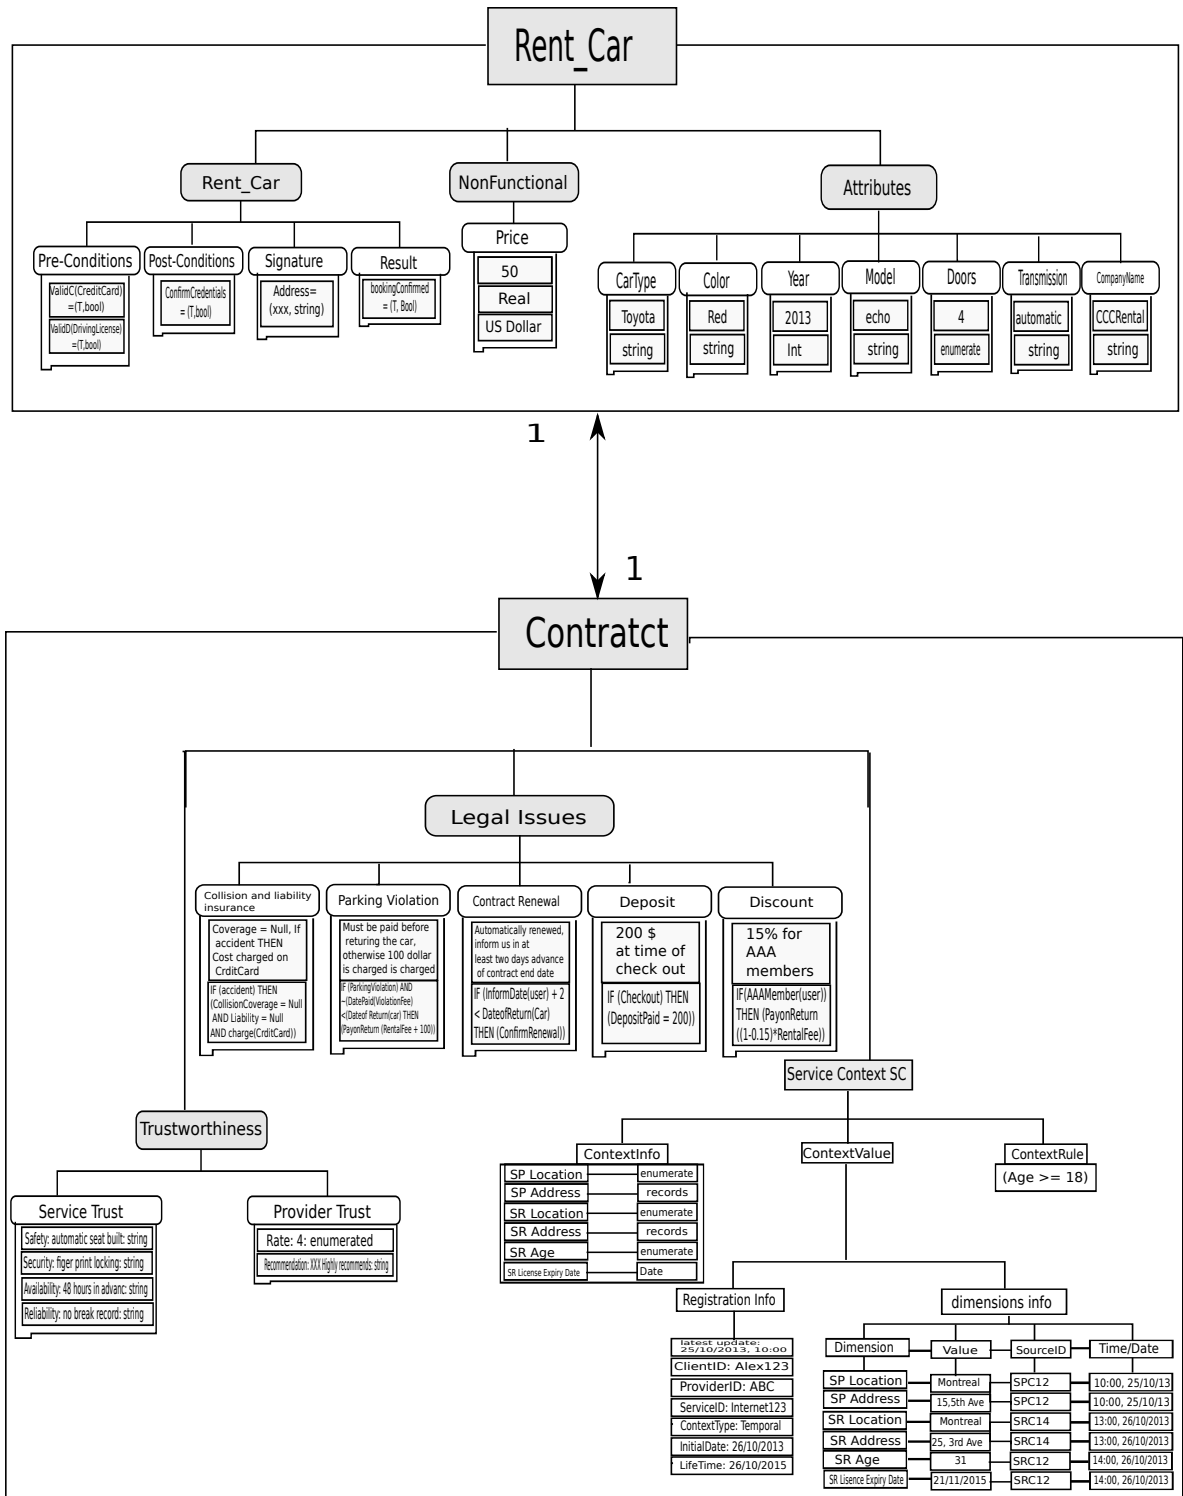 Rent_Car
Rent_Car
NonFunctional
Attributes
Pre-Conditions
ValidC(CreditCard)
=(T,bool)
ValidD(DrivingLicense)
=(T,bool)
Post-Conditions
ConfirmCredentials
= (T,bool)
Signature
Address=
(xxx, string)
Result
bookingConfirmed
= (T, Bool)
Price
50
Real
US Dollar
CarType
Toyota
string
Color
Red
string
Year
2013
Int
Model
echo
string
Doors
4
enumerate
Transmission
automatic
string
CompanyName
CCCRental
string
1
1
Contratct
Legal Issues
Collision and liability
insurance
Coverage = Null, If
accident THEN
Cost charged on
CrditCard
IF (accident) THEN
(CollisionCoverage = Null
AND Liability = Null
AND charge(CrditCard))
Parking Violation
Must be paid before
returing the car,
otherwise 100 dollar
is charged is charged
IF (ParkingViolation) AND
~(DatePaid(ViolationFee)
<(Dateof Return(car) THEN
(PayonReturn (RentalFee + 100))
Contract Renewal
Automatically renewed,
inform us in at
least two days advance
of contract end date
IF (InformDate(user) + 2
< DateofReturn(Car)
THEN (ConfirmRenewal))
Deposit
200 $
at time of
check out
IF (Checkout) THEN
(DepositPaid = 200))
Discount
15% for
AAA
members
IF(AAAMember(user))
THEN (PayonReturn
((1-0.15)*RentalFee))
Service Context SC
Trustworthiness
Service Trust
Safety: automatic seat built: string
Security: figer print locking: string
Availability: 48 hours in advanc: string
Reliability: no break record: string
Provider Trust
Rate: 4: enumerated
Recommendation: XXX Highly recommends: string
ContextInfo
SP Location enumerate
SP Address records
SR Location enumerate
SR Address records
SR Age enumerate
SR License Expiry Date Date
ContextValue
ContextRule
(Age >= 18)
Registration Info
latest update:
25/10/2013, 10:00
ClientID: Alex123
ProviderID: ABC
ServiceID: Internet123
ContextType: Temporal
InitialDate: 26/10/2013
LifeTime: 26/10/2015
dimensions info
Dimension Value SourceID Time/Date
SP Location Montreal SPC12 10:00, 25/10/13
SP Address 15,5th Ave SPC12 10:00, 25/10/13
SR Location Montreal SRC14 13:00, 26/10/2013
SR Address 25, 3rd Ave SRC14 13:00, 26/10/2013
SR Age 31 SRC12 14:00, 26/10/2013
SR Lisence Expiry Date 21/11/2015 SRC12 14:00, 26/10/2013